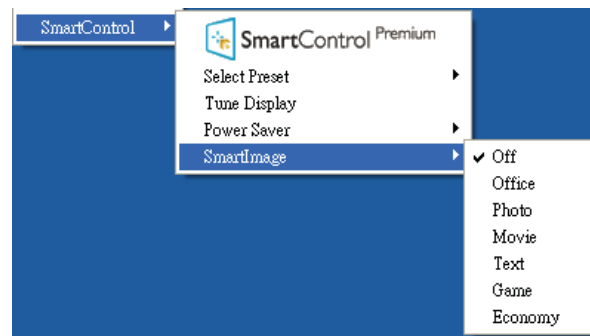 SmartControl
SmartControl Premium
Select Preset
Tune Display
Power Saver
SmartImage
Off
Office
Photo
Movie
Text
Game
Economy